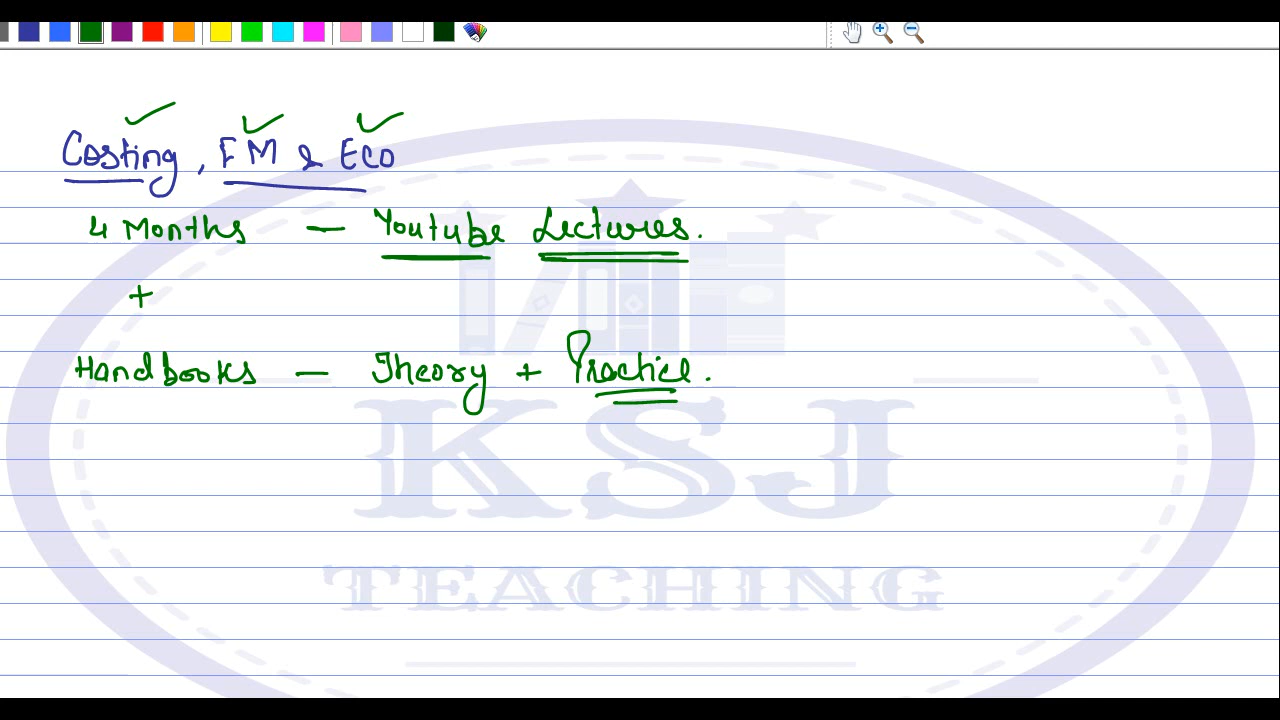 Costing, FM & Eco
4 Months - Youtube Lectures.
+
Handbooks - Theory + Practice.
KSJ
TEACHING